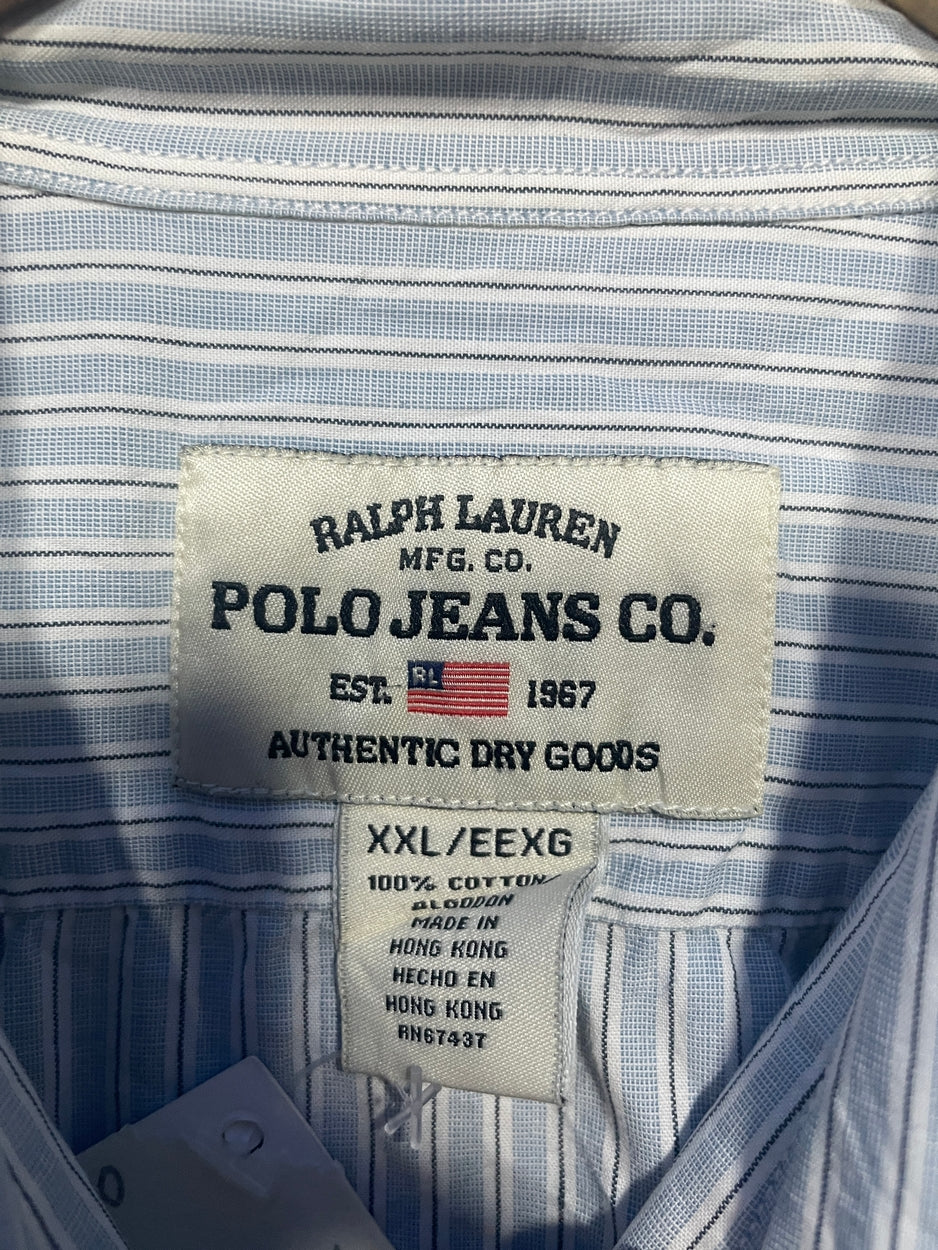 RALPH LAUREN
MFG. CO.
POLO JEANS CO.
EST. RL 1967
AUTHENTIC DRY GOODS
XXL/EEXG
100% COTTON
ALGODON
MADE IN
HONG KONG
HECHO EN
HONG KONG
RN67437